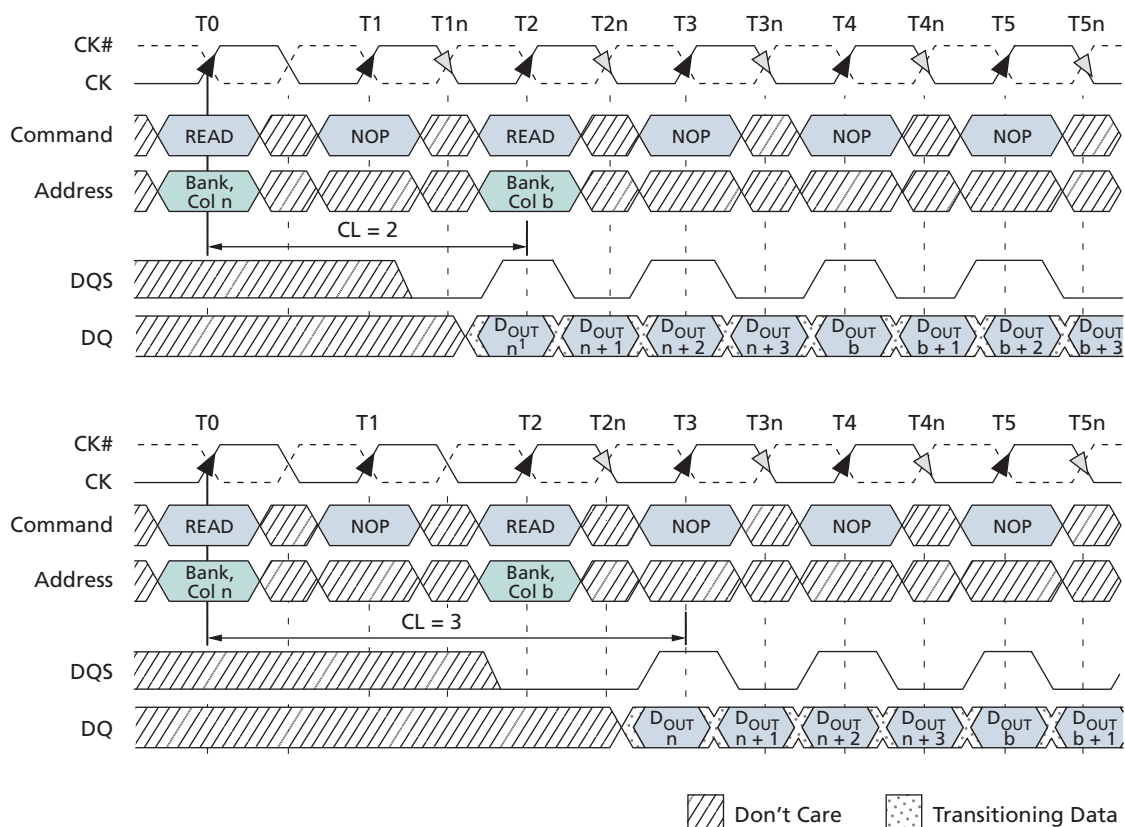 T0 T1 T1n T2 T2n T3 T3n T4 T4n T5 T5n
CK#
CK
Command READ NOP READ NOP NOP NOP
Address Bank, Col n Bank, Col b
CL = 2
DQS
DQ DOUT n¹ DOUT n + 1 DOUT n + 2 DOUT n + 3 DOUT b DOUT b + 1 DOUT b + 2 DOUT b + 3
T0 T1 T2 T2n T3 T3n T4 T4n T5 T5n
CK#
CK
Command READ NOP READ NOP NOP NOP
Address Bank, Col n Bank, Col b
CL = 3
DQS
DQ DOUT n DOUT n + 1 DOUT n + 2 DOUT n + 3 DOUT b DOUT b + 1
Don't Care Transitioning Data